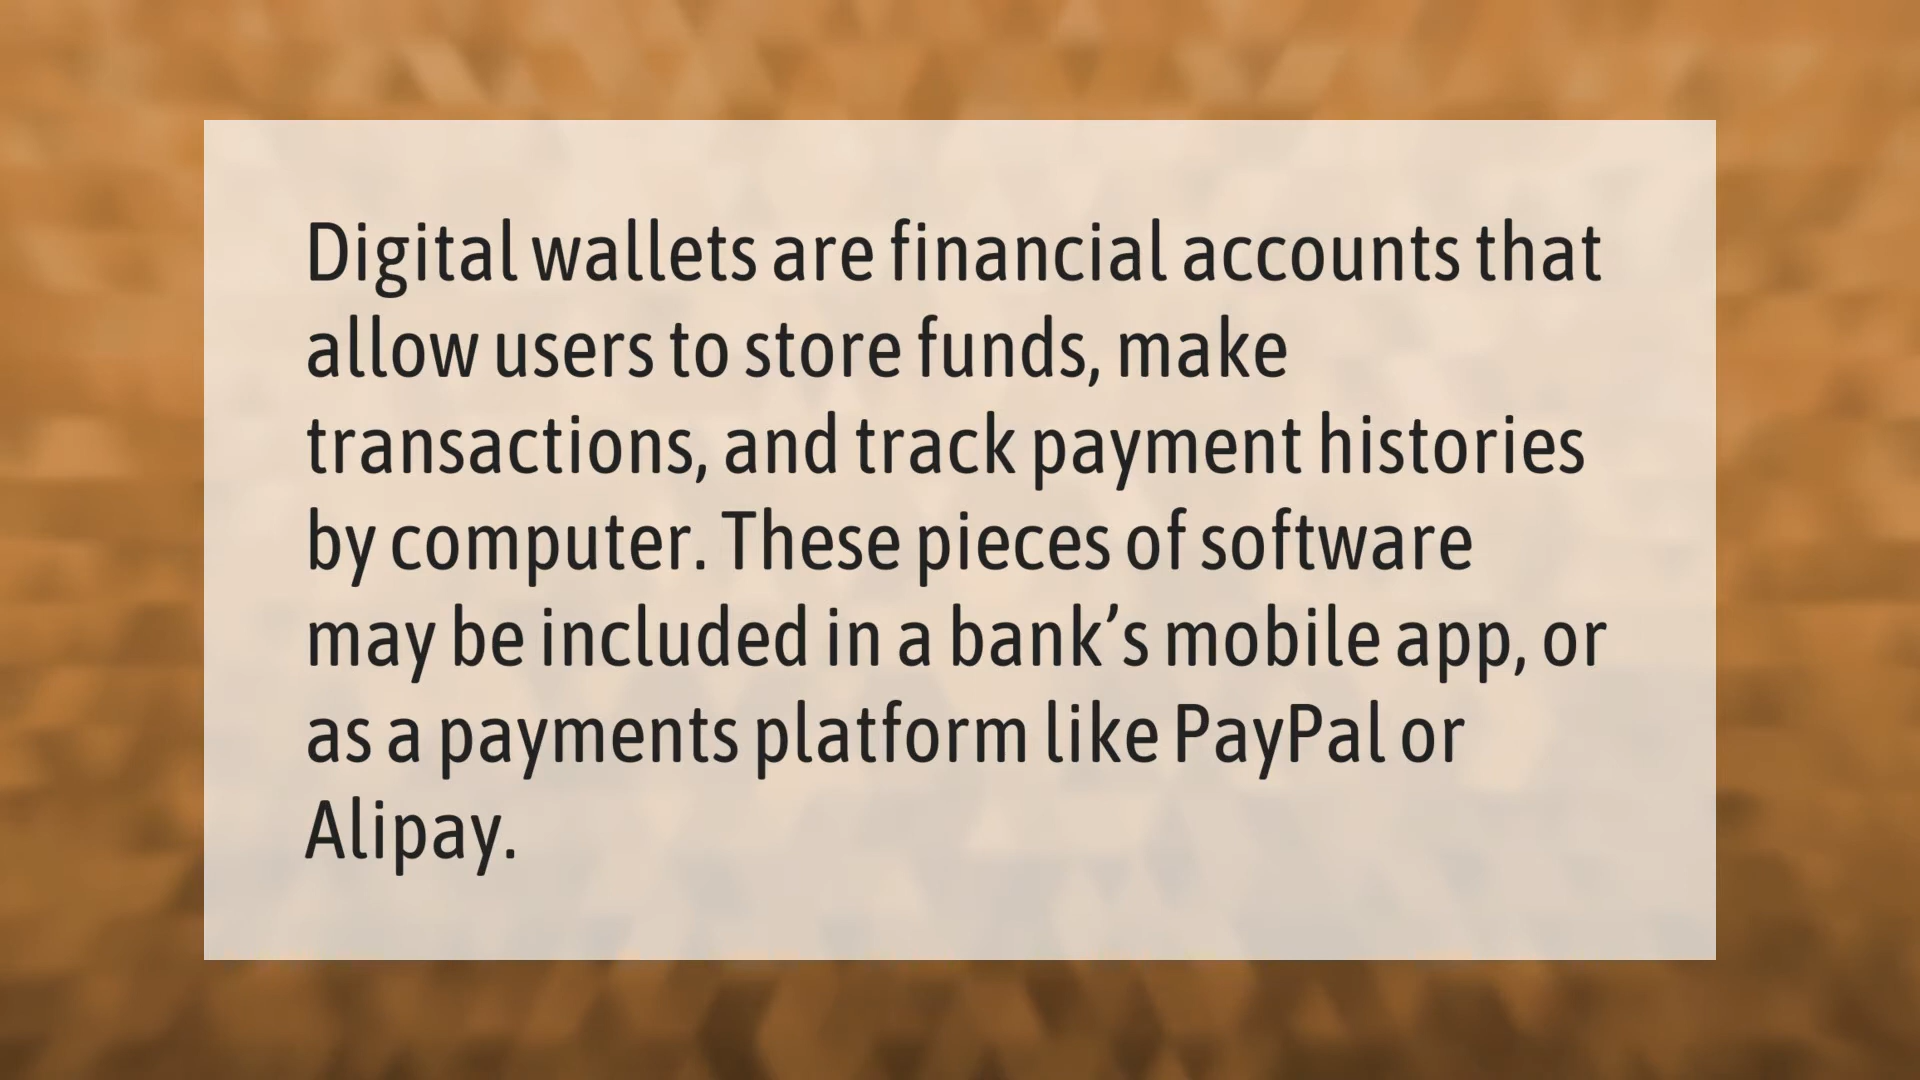 Digital wallets are financial accounts that
allow users to store funds, make
transactions, and track payment histories
by computer. These pieces of software
may be included in a bank’s mobile app, or
as a payments platform like PayPal or
Alipay.